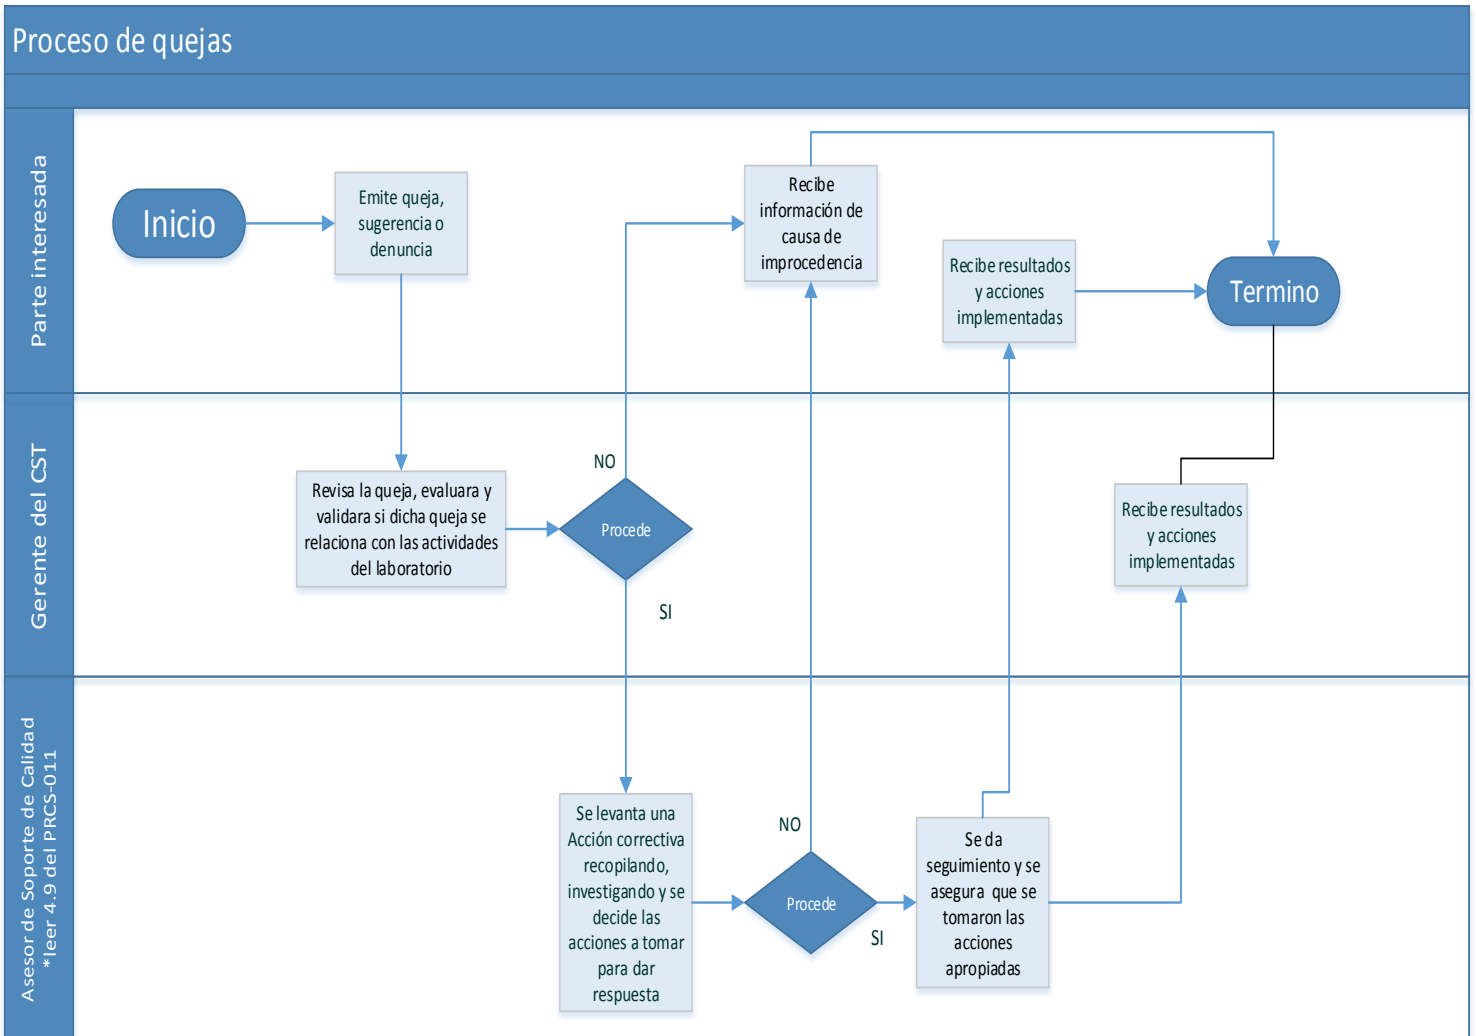 Proceso de quejas
Parte interesada
Inicio
Emite queja,
sugerencia o
denuncia
Recibe
información de
causa de
improcedencia
Recibe resultados
y acciones
implementadas
Termino
Gerente del CST
Revisa la queja, evaluara y
validara si dicha queja se
relaciona con las actividades
del laboratorio
NO
Procede
SI
Recibe resultados
y acciones
implementadas
Asesor de Soporte de Calidad
*leer 4.9 del PRCS-011
Se levanta una
Acción correctiva
recopilando,
investigando y se
decide las
acciones a tomar
para dar
respuesta
NO
Procede
SI
Se da
seguimiento y se
asegura que se
tomaron las
acciones
apropiadas